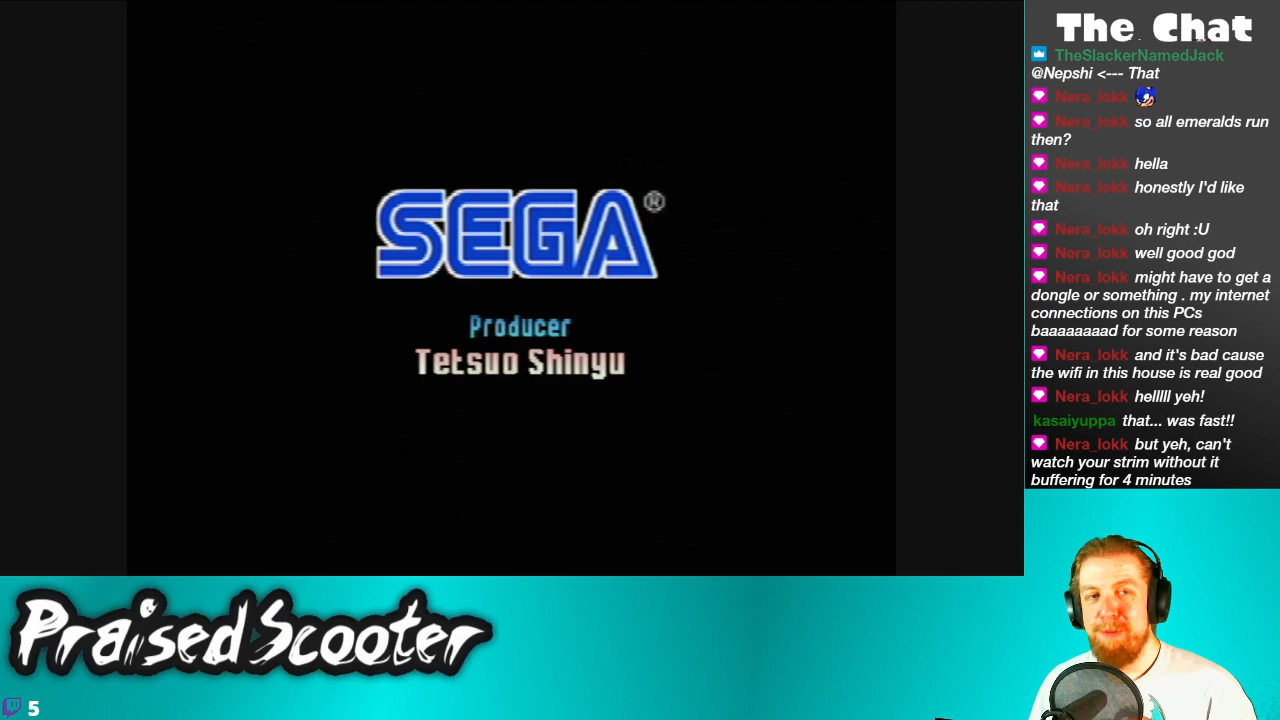 SEGA®
Producer
Tetsuo Shinyu
The Chat
TheSlackerNamedJack
@Nepshi <--- That
Nera_lokk
Nera_lokk so all emeralds run
then?
Nera_lokk hella
Nera_lokk honestly I'd like
that
Nera_lokk oh right :U
Nera_lokk well good god
Nera_lokk might have to get a
dongle or something . my internet
connections on this PCs
baaaaaaaad for some reason
Nera_lokk and it's bad cause
the wifi in this house is real good
Nera_lokk helllll yeh!
kasaiyuppa that... was fast!!
Nera_lokk but yeh, can't
watch your strim without it
buffering for 4 minutes
PraisedScooter
5